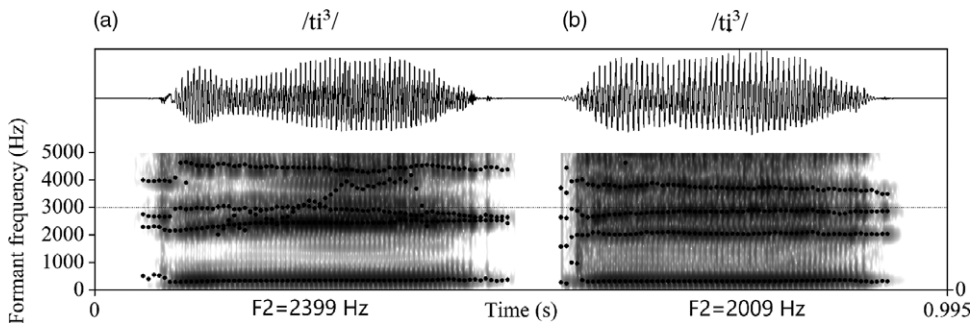 (a) /ti³/ (b) /tɨ³/
Formant frequency (Hz)
5000
4000
3000
2000
1000
0 0
0 F2=2399 Hz Time (s) F2=2009 Hz 0.995